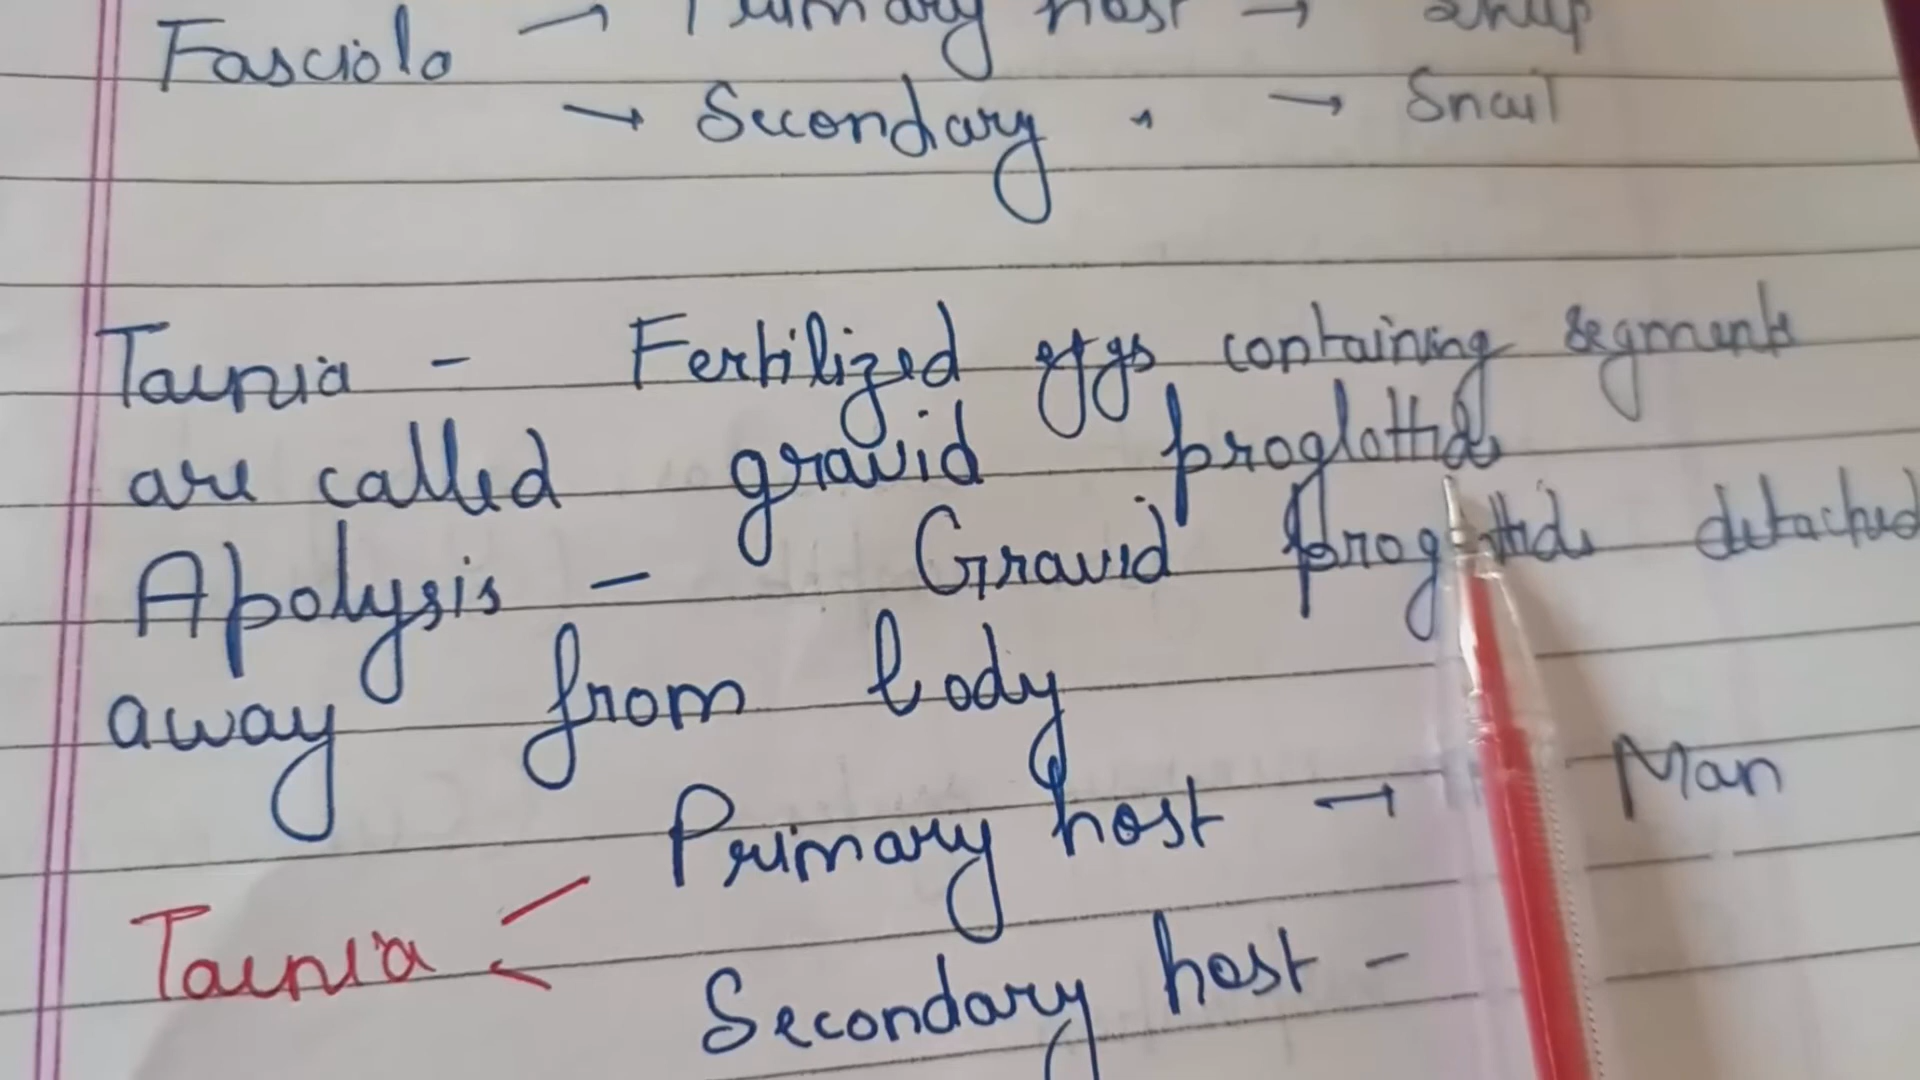 Fasciola → Primary host → Sheep
→ Secondary " → Snail
Taenia - Fertilized eggs containing segments
are called gravid proglottids
Apolysis - Gravid proglottids detached
away from body
Primary host → Man
Taenia
Secondary host -